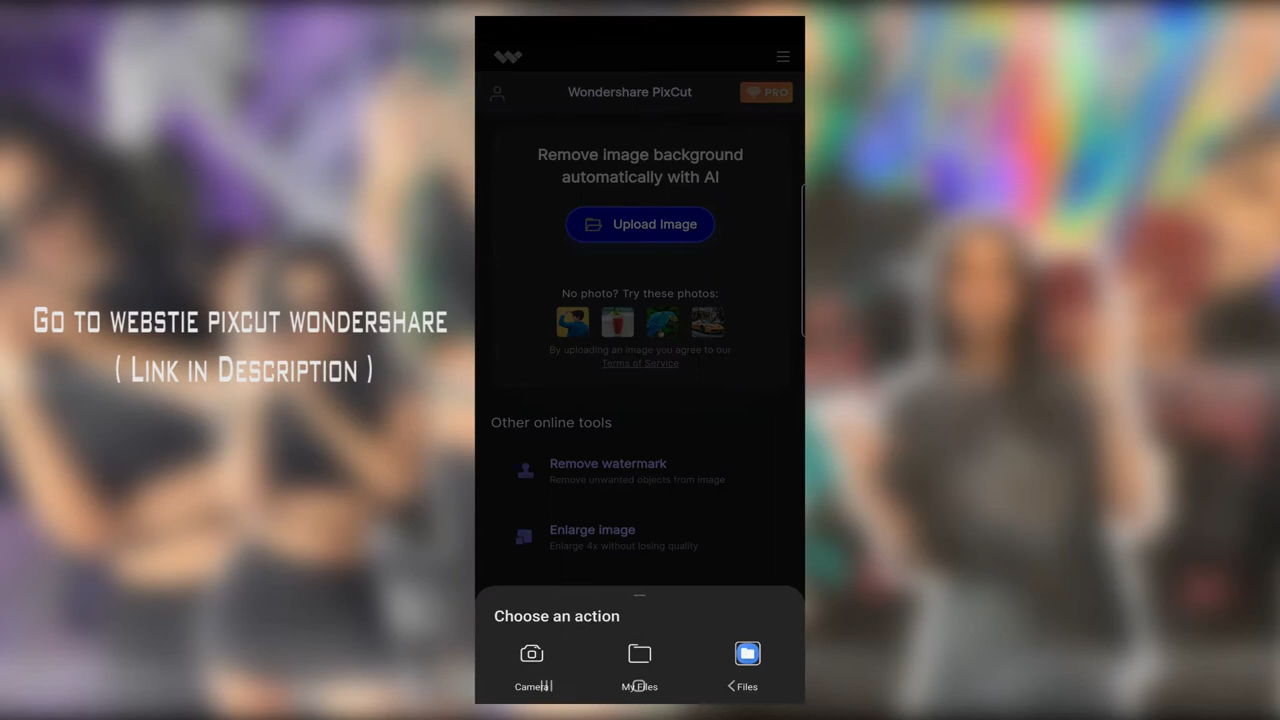 Wondershare PixCut
PRO
Remove image background
automatically with AI
Upload Image
No photo? Try these photos:
By uploading an image you agree to our
Terms of Service
Other online tools
Remove watermark
Remove unwanted objects from image
Enlarge image
Enlarge 4x without losing quality
Choose an action
Camera
My Files
Files
Go to webstie pixcut wondershare
( Link in Description )